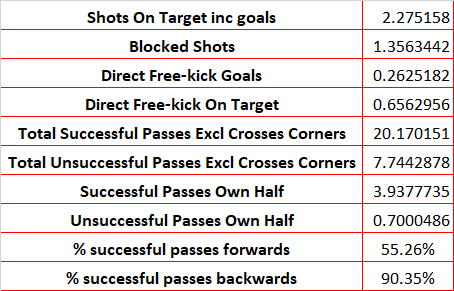 Shots On Target inc goals 2.275158
Blocked Shots 1.3563442
Direct Free-kick Goals 0.2625182
Direct Free-kick On Target 0.6562956
Total Successful Passes Excl Crosses Corners 20.170151
Total Unsuccessful Passes Excl Crosses Corners 7.7442878
Successful Passes Own Half 3.9377735
Unsuccessful Passes Own Half 0.7000486
% successful passes forwards 55.26%
% successful passes backwards 90.35%